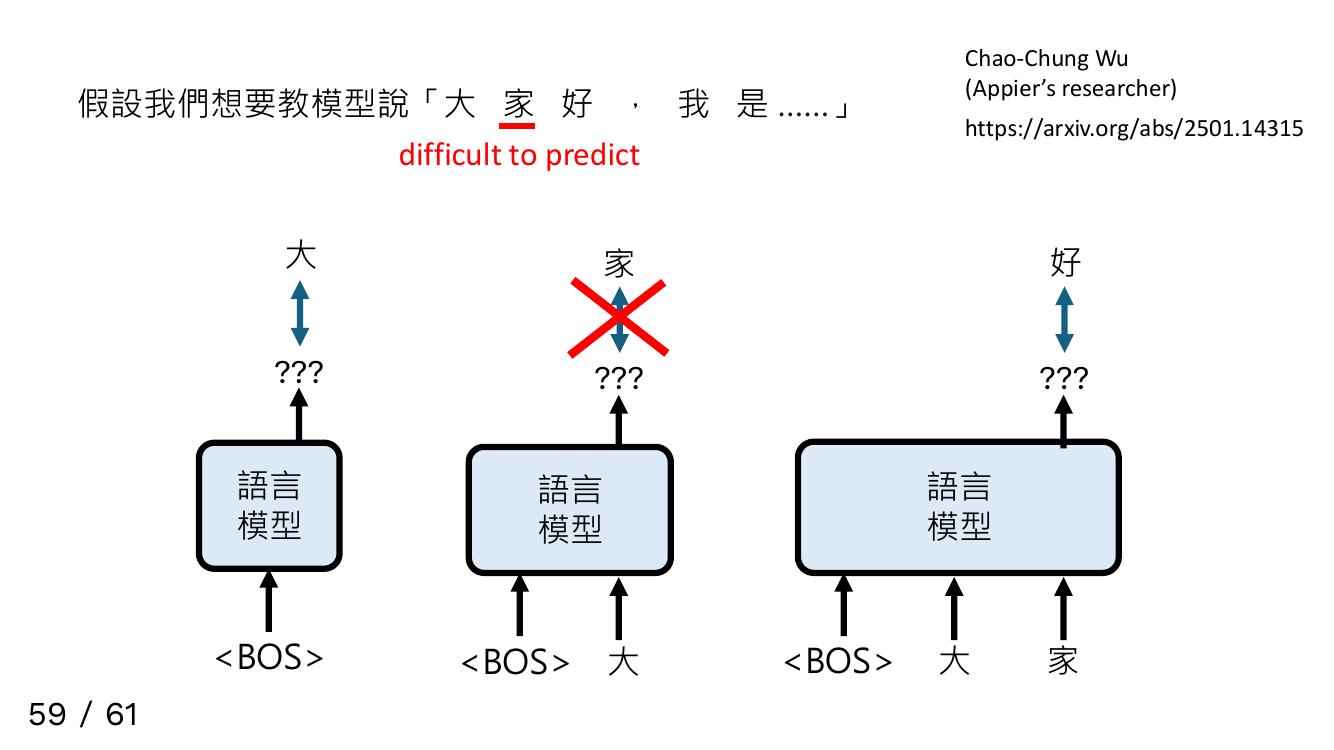 Chao-Chung Wu
(Appier's researcher)
https://arxiv.org/abs/2501.14315
假設我們想要教模型說「大 家 好 , 我 是 ......」
difficult to predict
大
家
好
???
???
???
語言
模型
語言
模型
語言
模型
<BOS>
<BOS> 大
<BOS> 大 家
59 / 61